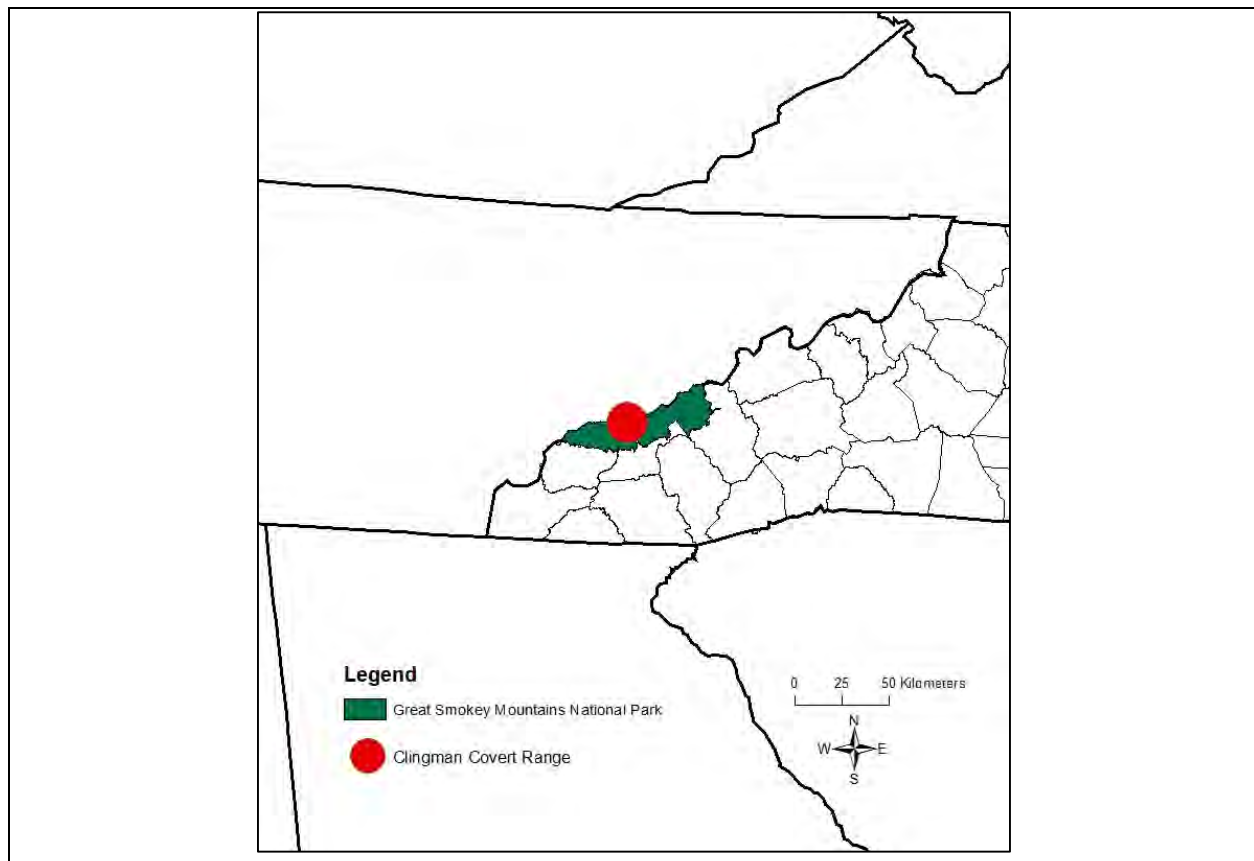 Legend
Great Smokey Mountains National Park
Clingman Covert Range
0 25 50 Kilometers
N
W E
S